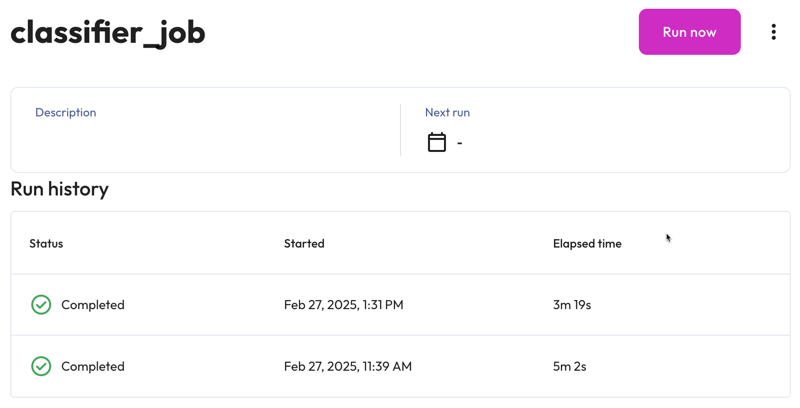 classifier_job
Run now
Description
Next run
-
Run history
Status Started Elapsed time
Completed Feb 27, 2025, 1:31 PM 3m 19s
Completed Feb 27, 2025, 11:39 AM 5m 2s